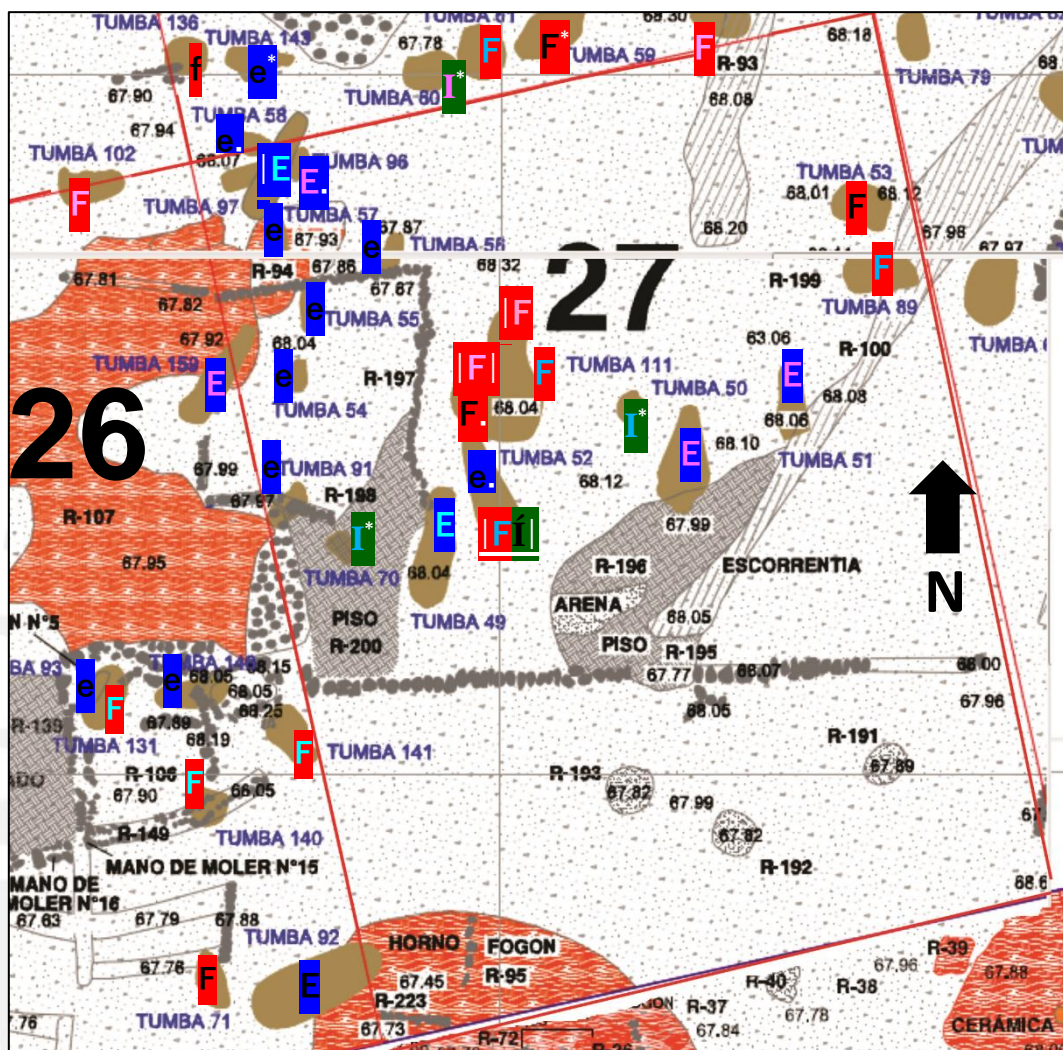 TUMBA 136
TUMBA 143
67.78
TUMBA 61
68.30
68.18
TUMBA 59
R-93
f
e*
F
F*
F
TUMBA 79
67.90
TUMBA 60
I*
68.08
67.94
TUMBA 58
e.
TUMBA 102
68.07
|E
E.
TUMBA 96
TUMBA 53
68.01
68.12
F
TUMBA 97
TUMBA 57
F
e
67.93
67.87
e
TUMBA 56
68.20
67.98
67.97
67.81
R-94
67.86
68.32
27
R-199
F
67.87
67.82
e
TUMBA 55
|F
TUMBA 89
67.92
68.04
63.06
R-100
TUMBA 159
E
e
R-197
|F|
F
TUMBA 111
TUMBA 50
E
26
TUMBA 54
F.
68.04
I*
68.06
68.03
67.99
e
TUMBA 91
e.
TUMBA 52
E
68.10
TUMBA 51
68.12
67.97
R-198
R-107
I*
E
|FÍ|
67.99
67.95
TUMBA 70
68.04
R-196
ESCORRENTIA
N
ARENA
N N°5
PISO
TUMBA 49
68.05
R-200
PISO
R-195
BA 93
e
e
68.15
68.05
68.05
67.77
68.07
68.00
F
68.25
67.69
68.05
67.96
R-139
68.19
TUMBA 131
F
TUMBA 141
R-191
ADO
R-106
F
66.05
R-193
67.89
67.90
67.82
67.99
R-149
TUMBA 140
67.82
MANO DE MOLER N°15
R-192
MANO DE
MOLER N°16
68.6
67.63
67.79
67.88
TUMBA 92
HORNO
FOGON
R-39
67.76
F
E
67.45
R-95
R-40
67.96
67.88
R-38
R-223
R-37
67.78
7.76
TUMBA 71
67.73
R-72
67.84
CERÁMICA